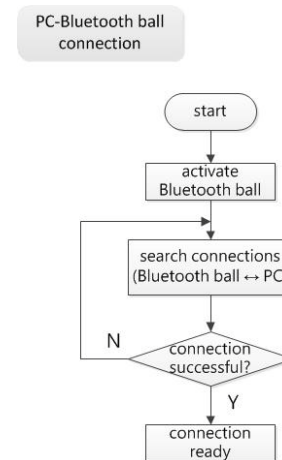 PC-Bluetooth ball
connection
start
activate
Bluetooth ball
search connections
(Bluetooth ball ↔ PC
connection
successful?
N
Y
connection
ready